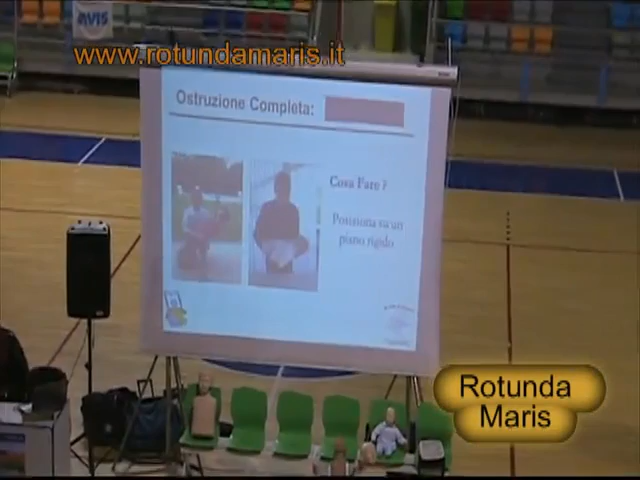 AVIS
www.rotundamaris.it
Ostruzione Completa:
Cosa Fare ?
Posiziona su un
piano rigido
Rotunda
Maris